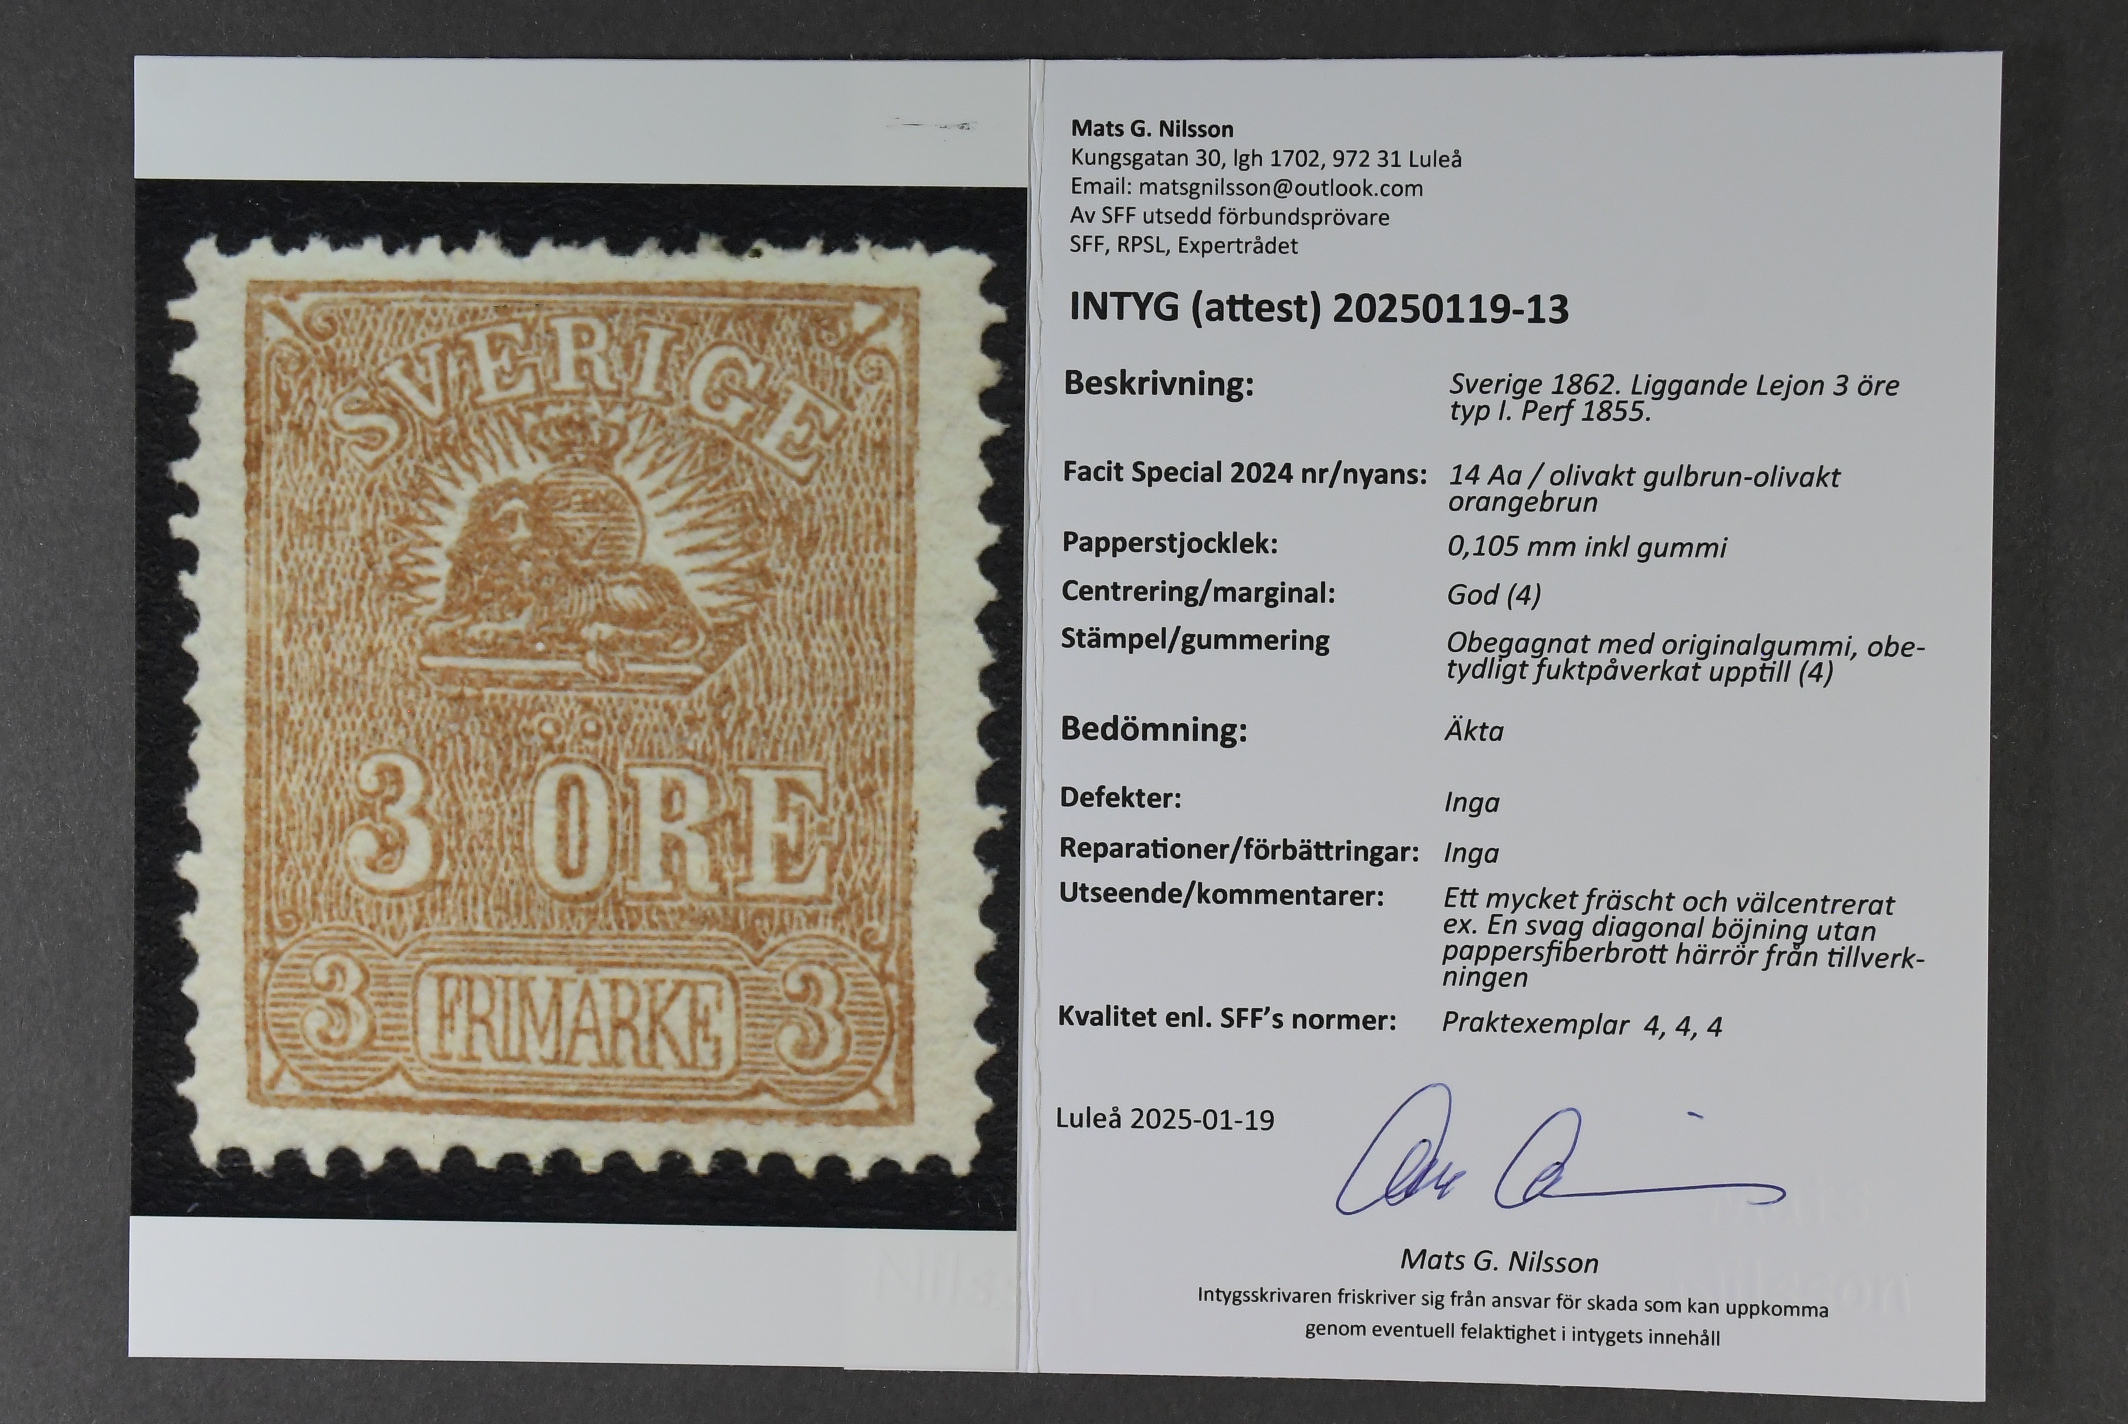 SVERIGE
3 ÖRE
3 FRIMÄRKE 3
Mats G. Nilsson
Kungsgatan 30, lgh 1702, 972 31 Luleå
Email: matsgnilsson@outlook.com
Av SFF utsedd förbundsprövare
SFF, RPSL, Expertrådet
INTYG (attest) 20250119-13
Beskrivning: Sverige 1862. Liggande Lejon 3 öre
typ I. Perf 1855.
Facit Special 2024 nr/nyans: 14 Aa / olivakt gulbrun-olivakt
orangebrun
Papperstjocklek: 0,105 mm inkl gummi
Centrering/marginal: God (4)
Stämpel/gummering Obegagnat med originalgummi, obe-
tydligt fuktpåverkat upptill (4)
Bedömning: Äkta
Defekter: Inga
Reparationer/förbättringar: Inga
Utseende/kommentarer: Ett mycket fräscht och välcentrerat
ex. En svag diagonal böjning utan
pappersfiberbrott härrör från tillverk-
ningen
Kvalitet enl. SFF’s normer: Praktexemplar 4, 4, 4
Luleå 2025-01-19
Mats G. Nilsson
Intygsskrivaren friskriver sig från ansvar för skada som kan uppkomma
genom eventuell felaktighet i intygets innehåll